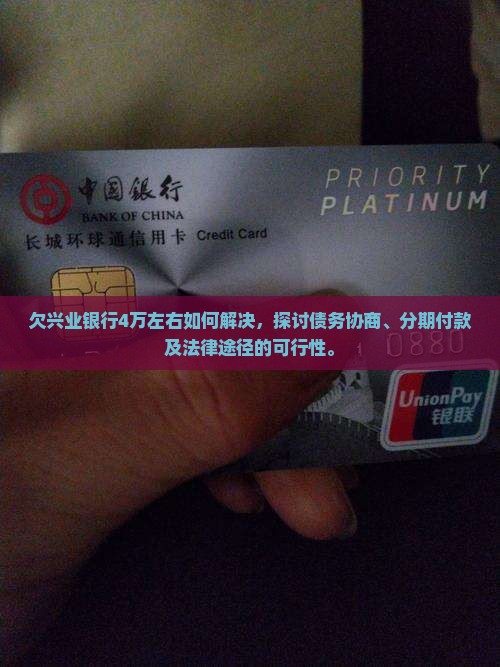 PRIORITY
PLATINUM
中國銀行
BANK OF CHINA
长城环球通信用卡 Credit Card
欠兴业银行4万左右如何解决，探讨债务协商、分期付款
及法律途径的可行性。
0880
UnionPay
银联